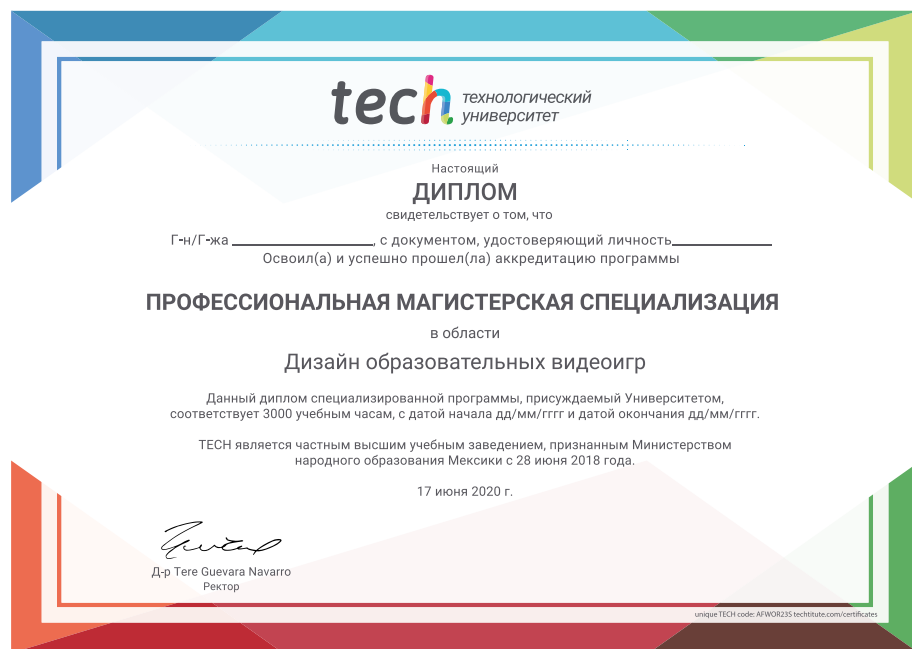 tech технологический
университет
Настоящий
ДИПЛОМ
свидетельствует о том, что
Г-н/Г-жа ____________________, с документом, удостоверяющий личность______________
Освоил(а) и успешно прошел(ла) аккредитацию программы
ПРОФЕССИОНАЛЬНАЯ МАГИСТЕРСКАЯ СПЕЦИАЛИЗАЦИЯ
в области
Дизайн образовательных видеоигр
Данный диплом специализированной программы, присуждаемый Университетом,
соответствует 3000 учебным часам, с датой начала дд/мм/гггг и датой окончания дд/мм/гггг.
TECH является частным высшим учебным заведением, признанным Министерством
народного образования Мексики с 28 июня 2018 года.
17 июня 2020 г.
Д-р Tere Guevara Navarro
Ректор
unique TECH code: AFWOR23S techtitute.com/certificates